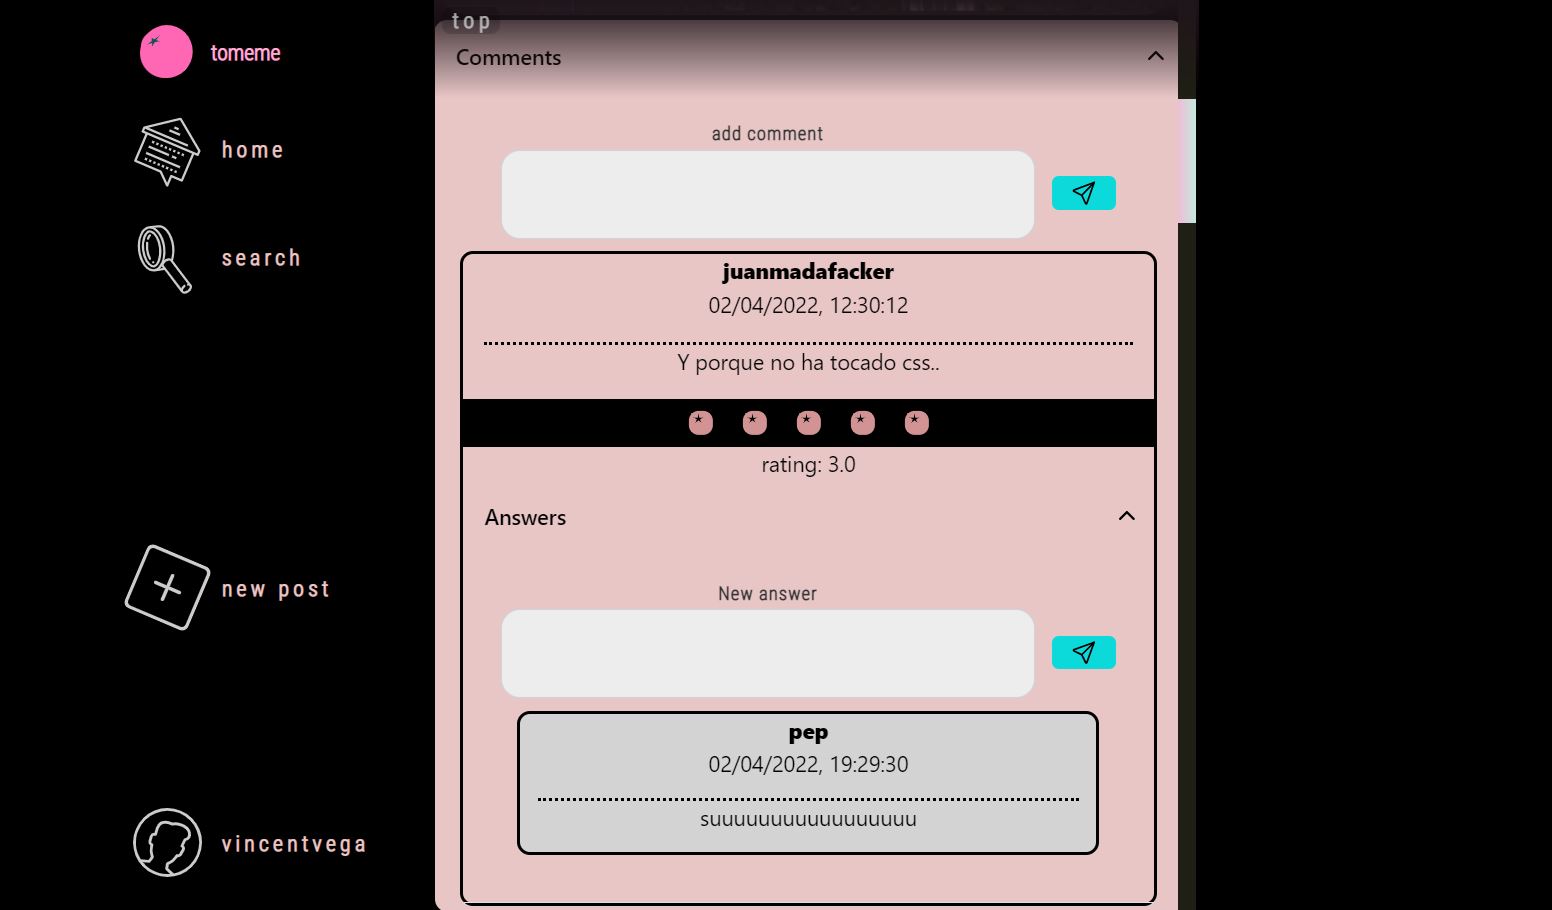 tomeme
home
search
new post
vincentvega
top
Comments
add comment
juanmadafacker
02/04/2022, 12:30:12
Y porque no ha tocado css..
rating: 3.0
Answers
New answer
pep
02/04/2022, 19:29:30
suuuuuuuuuuuuuuuuu